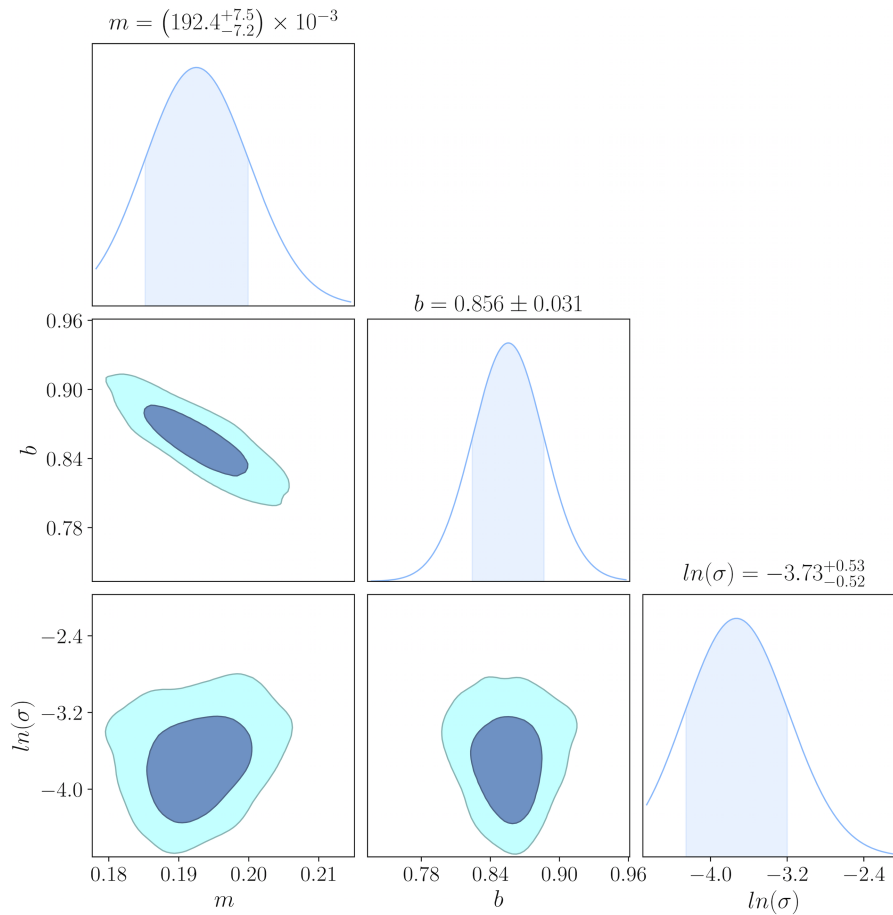 m = (192.4^{+7.5}_{-7.2}) × 10^{-3}
0.96
b = 0.856 ± 0.031
0.90
b
0.84
0.78
ln(σ) = −3.73^{+0.53}_{-0.52}
−2.4
ln(σ)
−3.2
−4.0
0.18 0.19 0.20 0.21
m
0.78 0.84 0.90 0.96
b
−4.0 −3.2 −2.4
ln(σ)